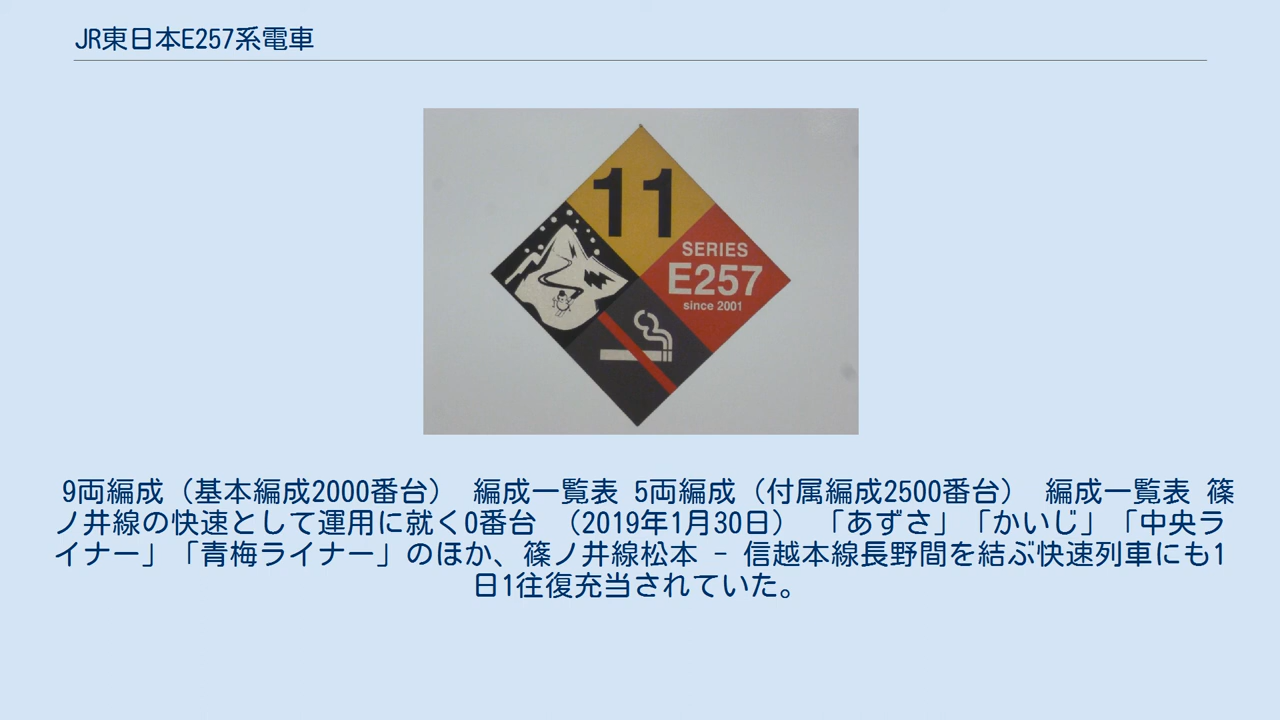 JR東日本E257系電車
11
SERIES
E257
since 2001
9両編成（基本編成2000番台） 編成一覧表 5両編成（付属編成2500番台） 編成一覧表 篠
ノ井線の快速として運用に就く0番台 （2019年1月30日） 「あずさ」「かいじ」「中央ラ
イナー」「青梅ライナー」のほか、篠ノ井線松本 - 信越本線長野間を結ぶ快速列車にも1
日1往復充当されていた。